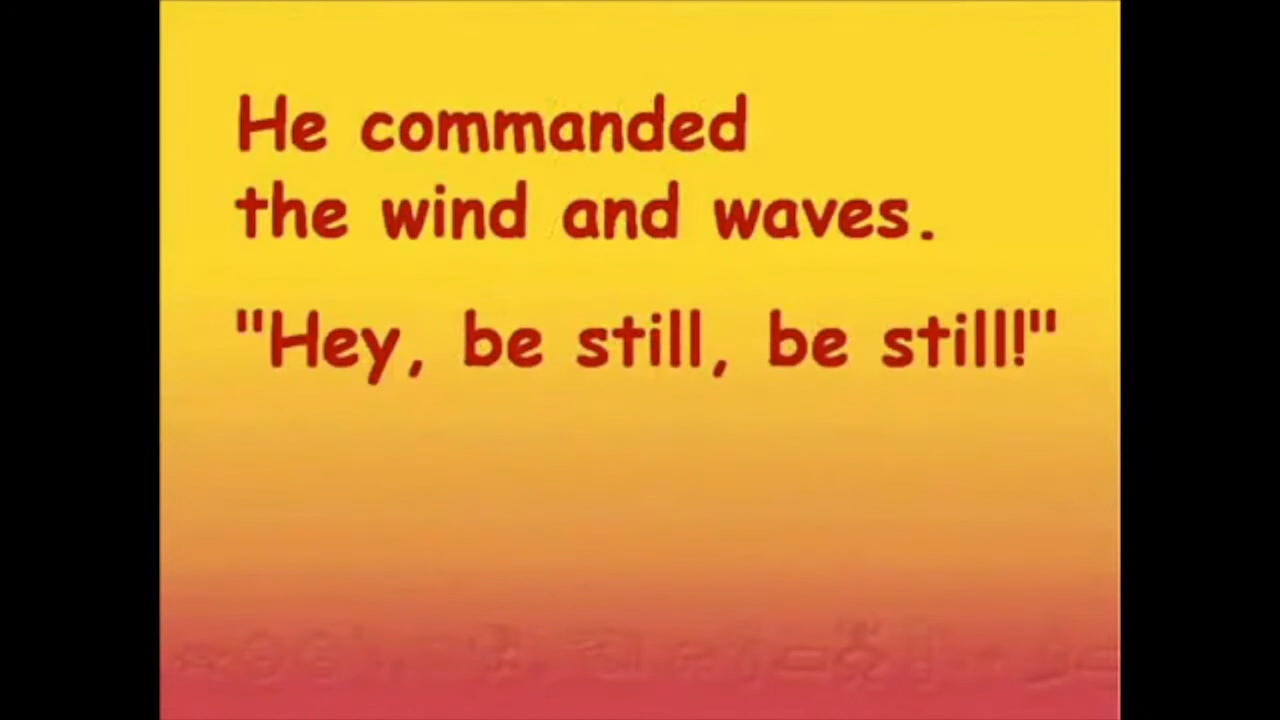 He commanded
the wind and waves.
"Hey, be still, be still!"